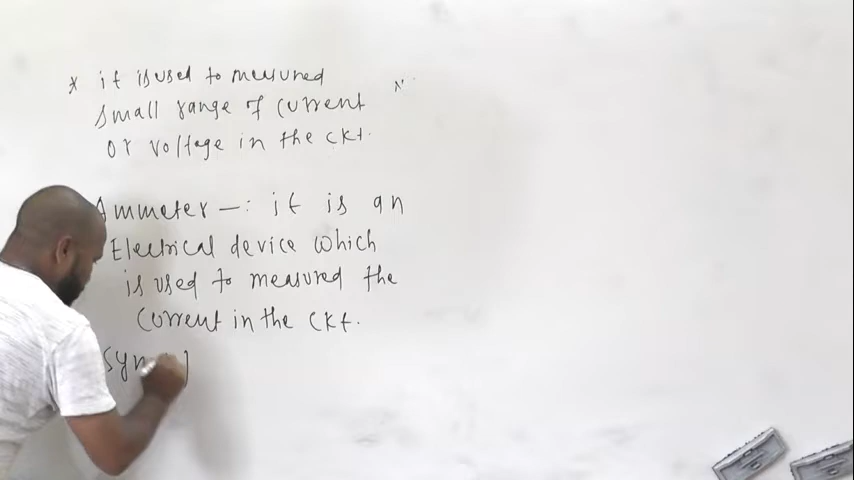 * it is used to measured
small range of current
or voltage in the ckt.
Ammeter —: it is an
Electrical device which
is used to measured the
current in the ckt.